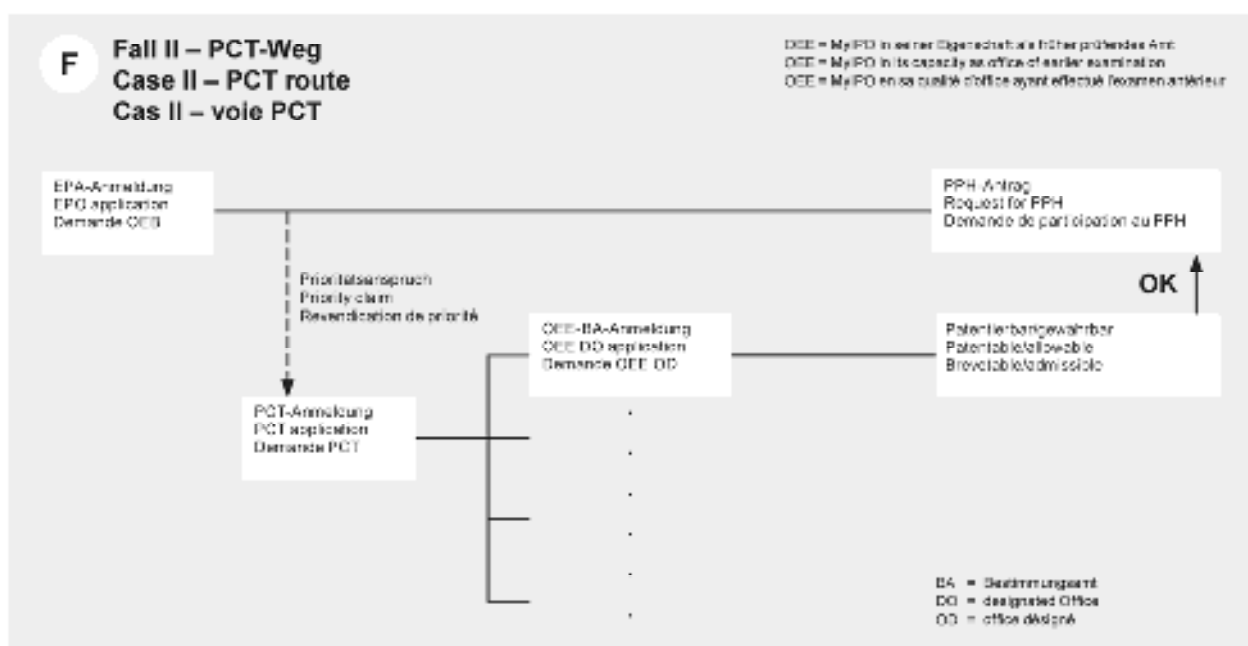 F
Fall II – PCT-Weg
Case II – PCT route
Cas II – voie PCT
OEE = MyIPO in seiner Eigenschaft als früher prüfendes Amt
OEE = MyIPO in its capacity as office of earlier examination
OEE = MyIPO en sa qualité d'office ayant effectué l'examen antérieur
EPA-Anmeldung
EPO application
Demande OEB
PPH-Antrag
Request for PPH
Demande de participation au PPH
Prioritätsanspruch
Priority claim
Revendication de priorité
OK
OEE-BA-Anmeldung
OEE DO application
Demande OEE OD
Patentierbar/gewährbar
Patentable/allowable
Brevetable/admissible
PCT-Anmeldung
PCT application
Demande PCT
BA = Bestimmungsamt
DO = designated Office
OD = office désigné